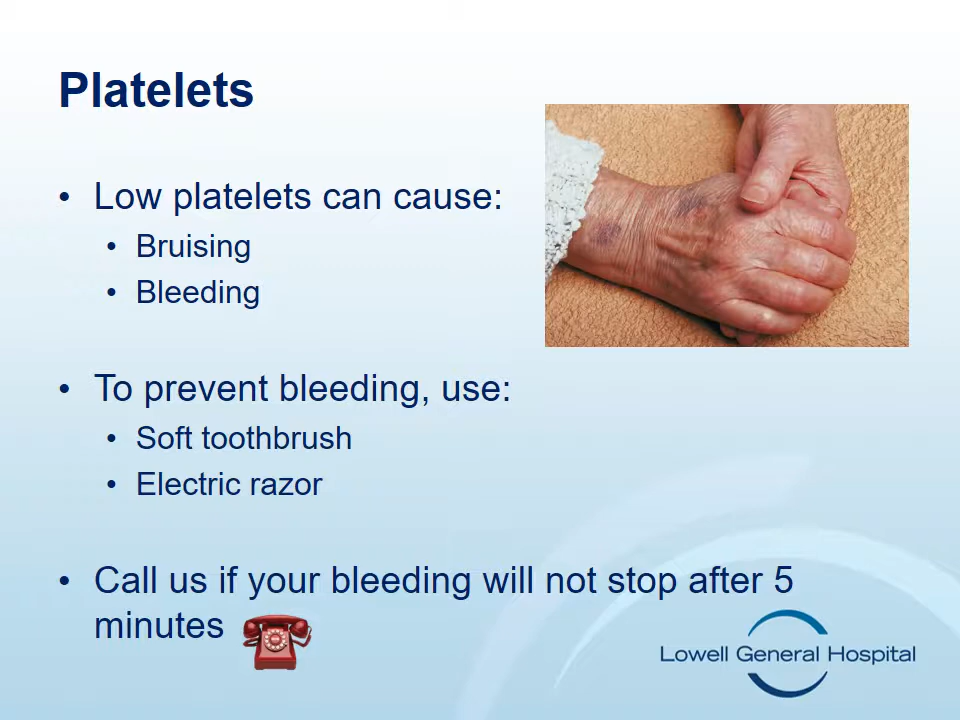 Platelets
• Low platelets can cause:
• Bruising
• Bleeding
• To prevent bleeding, use:
• Soft toothbrush
• Electric razor
• Call us if your bleeding will not stop after 5
minutes
Lowell General Hospital